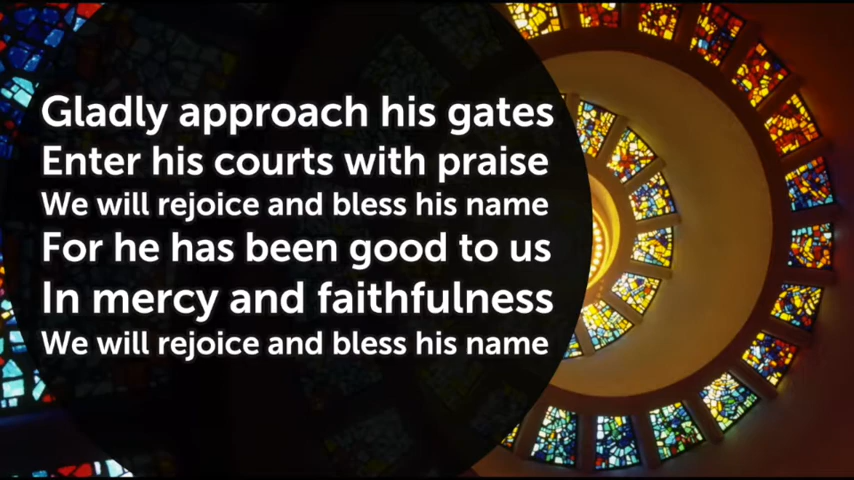 Gladly approach his gates
Enter his courts with praise
We will rejoice and bless his name
For he has been good to us
In mercy and faithfulness
We will rejoice and bless his name